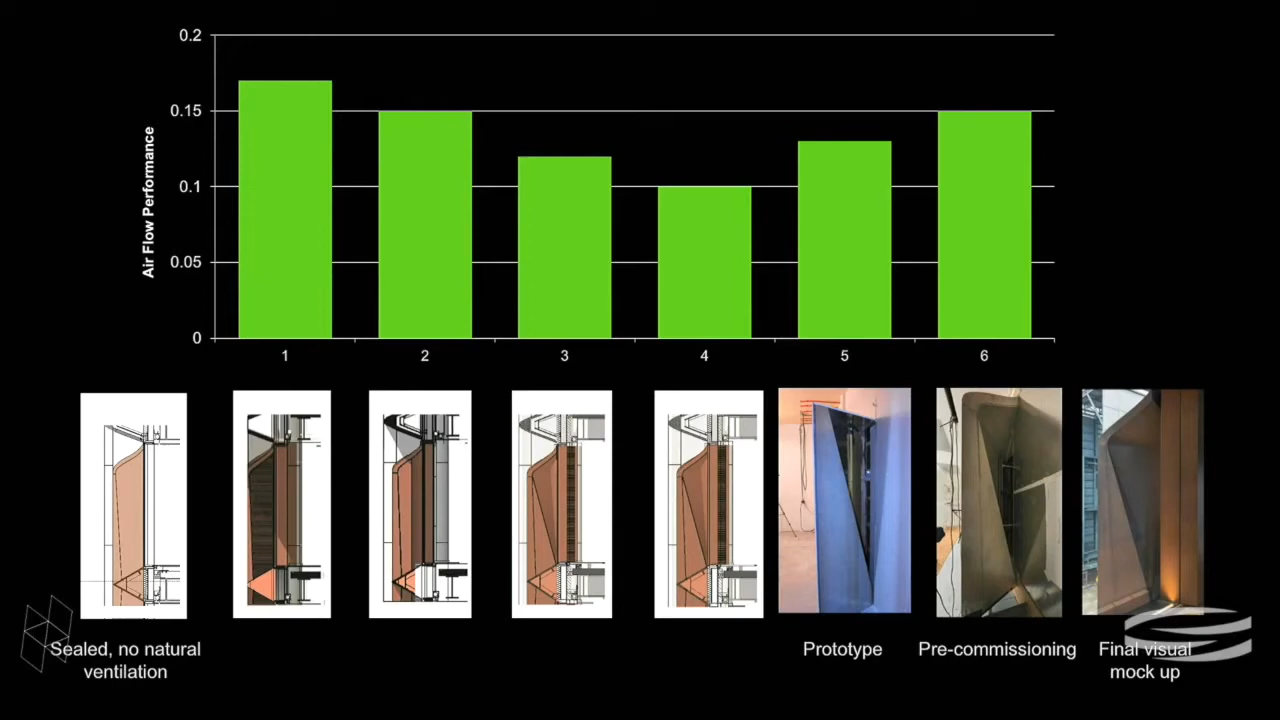 0.2
0.15
0.1
0.05
0
Air Flow Performance
1 2 3 4 5 6
Sealed, no natural
ventilation
Prototype
Pre-commissioning
Final visual
mock up